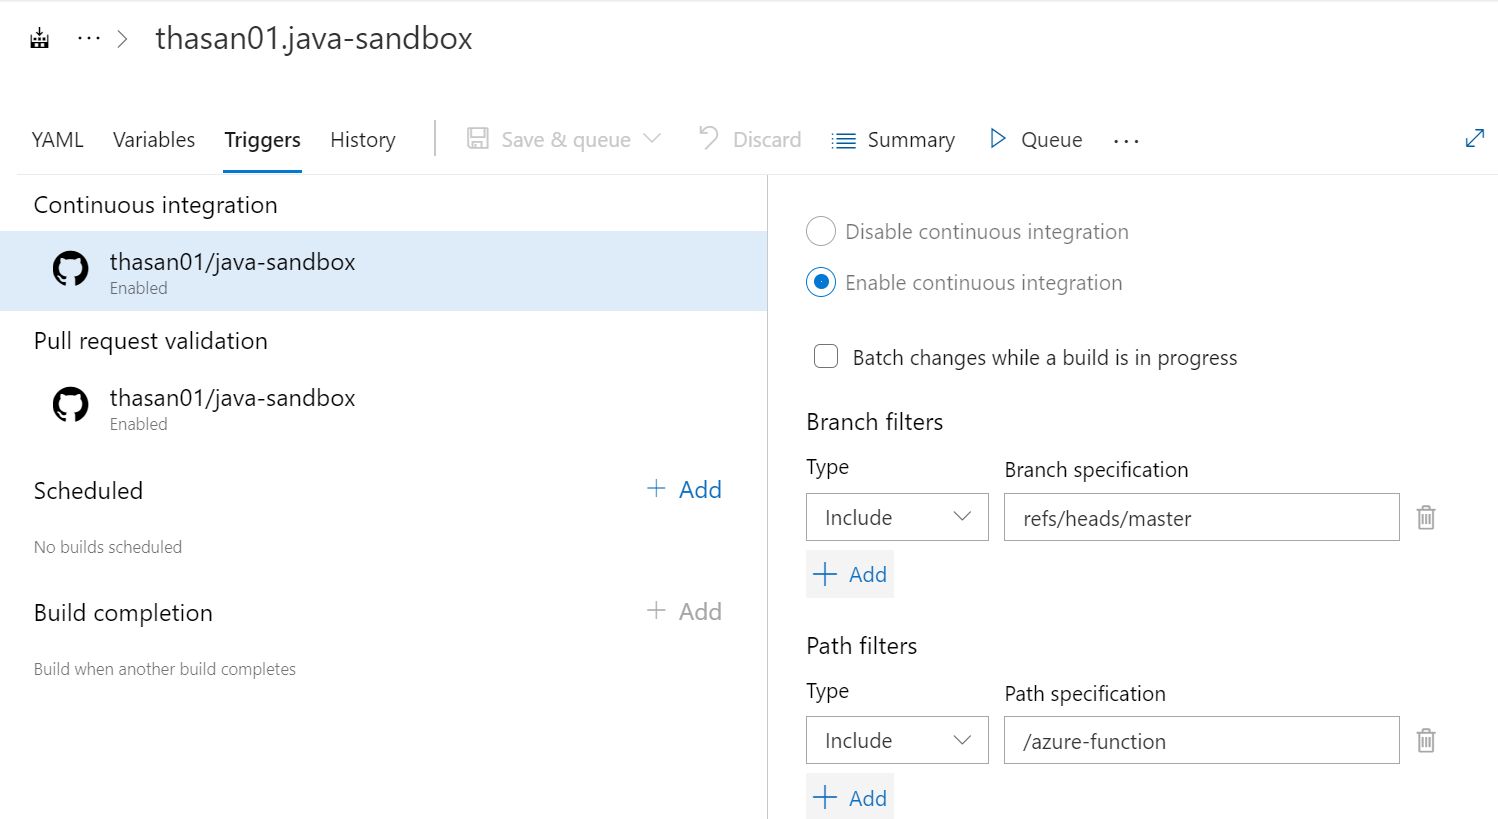 ··· > thasan01.java-sandbox
YAML Variables Triggers History Save & queue Discard Summary Queue ···
Continuous integration
thasan01/java-sandbox
Enabled
Pull request validation
thasan01/java-sandbox
Enabled
Scheduled + Add
No builds scheduled
Build completion + Add
Build when another build completes
Disable continuous integration
Enable continuous integration
Batch changes while a build is in progress
Branch filters
Type Branch specification
Include refs/heads/master
+ Add
Path filters
Type Path specification
Include /azure-function
+ Add